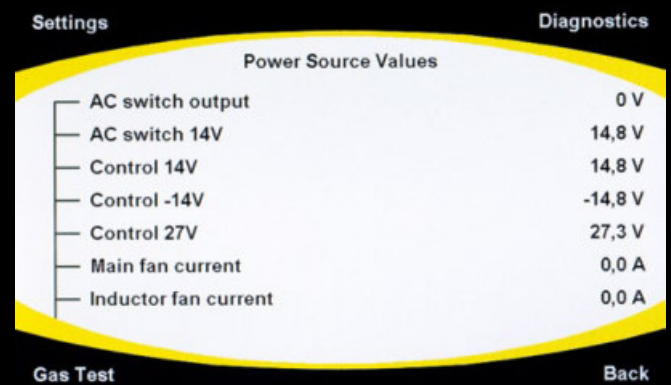 Settings Diagnostics
Power Source Values
AC switch output 0 V
AC switch 14V 14,8 V
Control 14V 14,8 V
Control -14V -14,8 V
Control 27V 27,3 V
Main fan current 0,0 A
Inductor fan current 0,0 A
Gas Test Back